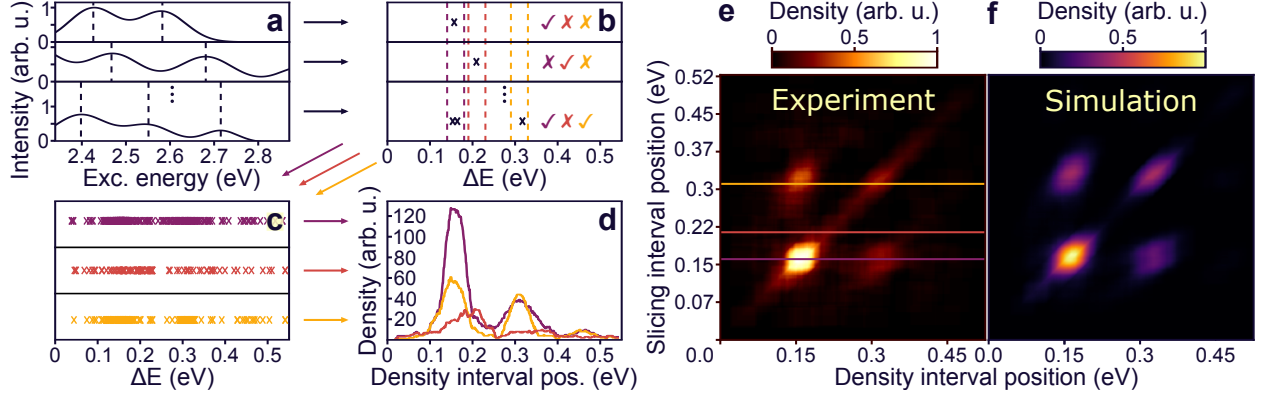 a
Intensity (arb. u.)
1
0
1
0
1
0
2.4 2.5 2.6 2.7 2.8
Exc. energy (eV)
b
✓ ✗ ✗
✗ ✓ ✗
✓ ✗ ✓
0 0.1 0.2 0.3 0.4 0.5
ΔE (eV)
c
0 0.1 0.2 0.3 0.4 0.5
ΔE (eV)
d
Density (arb. u.)
120
100
80
60
40
20
0 0.1 0.2 0.3 0.4 0.5
Density interval pos. (eV)
e
Density (arb. u.)
0 0.5 1
Experiment
Slicing interval position (eV)
0.52
0.45
0.37
0.3
0.22
0.15
0.07
0.0
0.15 0.3 0.45
f
Density (arb. u.)
0 0.5 1
Simulation
0.0 0.15 0.3 0.45
Density interval position (eV)